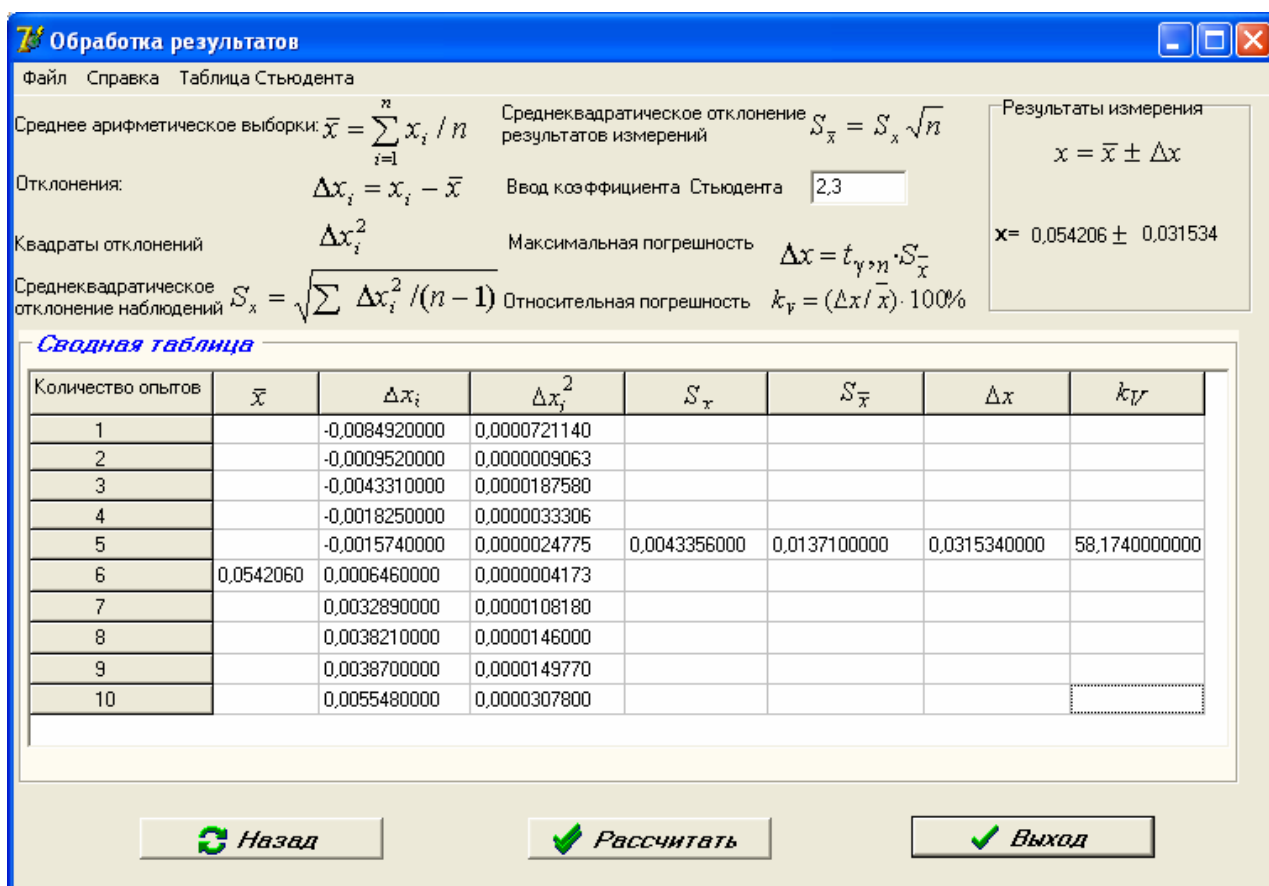 Обработка результатов
Файл Справка Таблица Стьюдента
Среднее арифметическое выборки: x̄ = ∑ᵢ₌₁ⁿ xᵢ / n
Отклонения: Δxᵢ = xᵢ − x̄
Квадраты отклонений Δxᵢ²
Среднеквадратическое
отклонение наблюдений Sₓ = √∑ Δxᵢ² /(n − 1)
Среднеквадратическое отклонение
результатов измерений S_x̄ = Sₓ √n
Ввод коэффициента Стьюдента 2,3
Максимальная погрешность Δx = t_γ,n · S_x̄
Относительная погрешность k_V = (Δx/ x̄) · 100%
Результаты измерения
x = x̄ ± Δx
x= 0,054206 ± 0,031534
Сводная таблица
Количество опытов x̄ Δxᵢ Δxᵢ² Sₓ S_x̄ Δx k_V
1 -0,0084920000 0,0000721140
2 -0,0009520000 0,0000009063
3 -0,0043310000 0,0000187580
4 -0,0018250000 0,0000033306
5 -0,0015740000 0,0000024775 0,0043356000 0,0137100000 0,0315340000 58,1740000000
6 0,0542060 0,0006460000 0,0000004173
7 0,0032890000 0,0000108180
8 0,0038210000 0,0000146000
9 0,0038700000 0,0000149770
10 0,0055480000 0,0000307800
Назад Рассчитать Выход